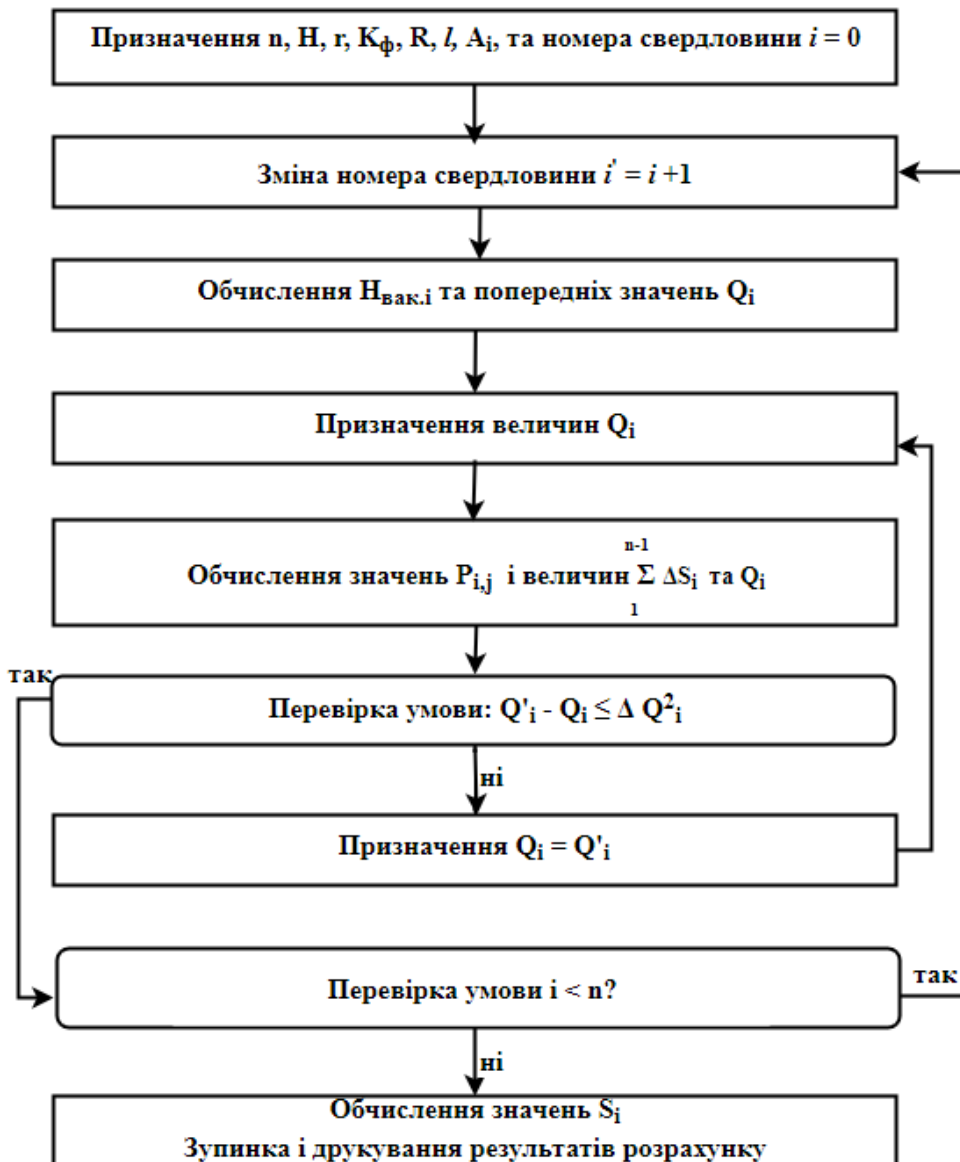 Призначення n, H, r, Kф, R, l, Ai, та номера свердловини i = 0
Зміна номера свердловини i' = i +1
Обчислення Hвак.i та попередніх значень Qi
Призначення величин Qi
n-1
Обчислення значень Pi,j і величин Σ ΔSi та Qi
1
так
Перевірка умови: Q'i - Qi ≤ Δ Q²i
ні
Призначення Qi = Q'i
Перевірка умови i < n?
так
ні
Обчислення значень Si
Зупинка і друкування результатів розрахунку